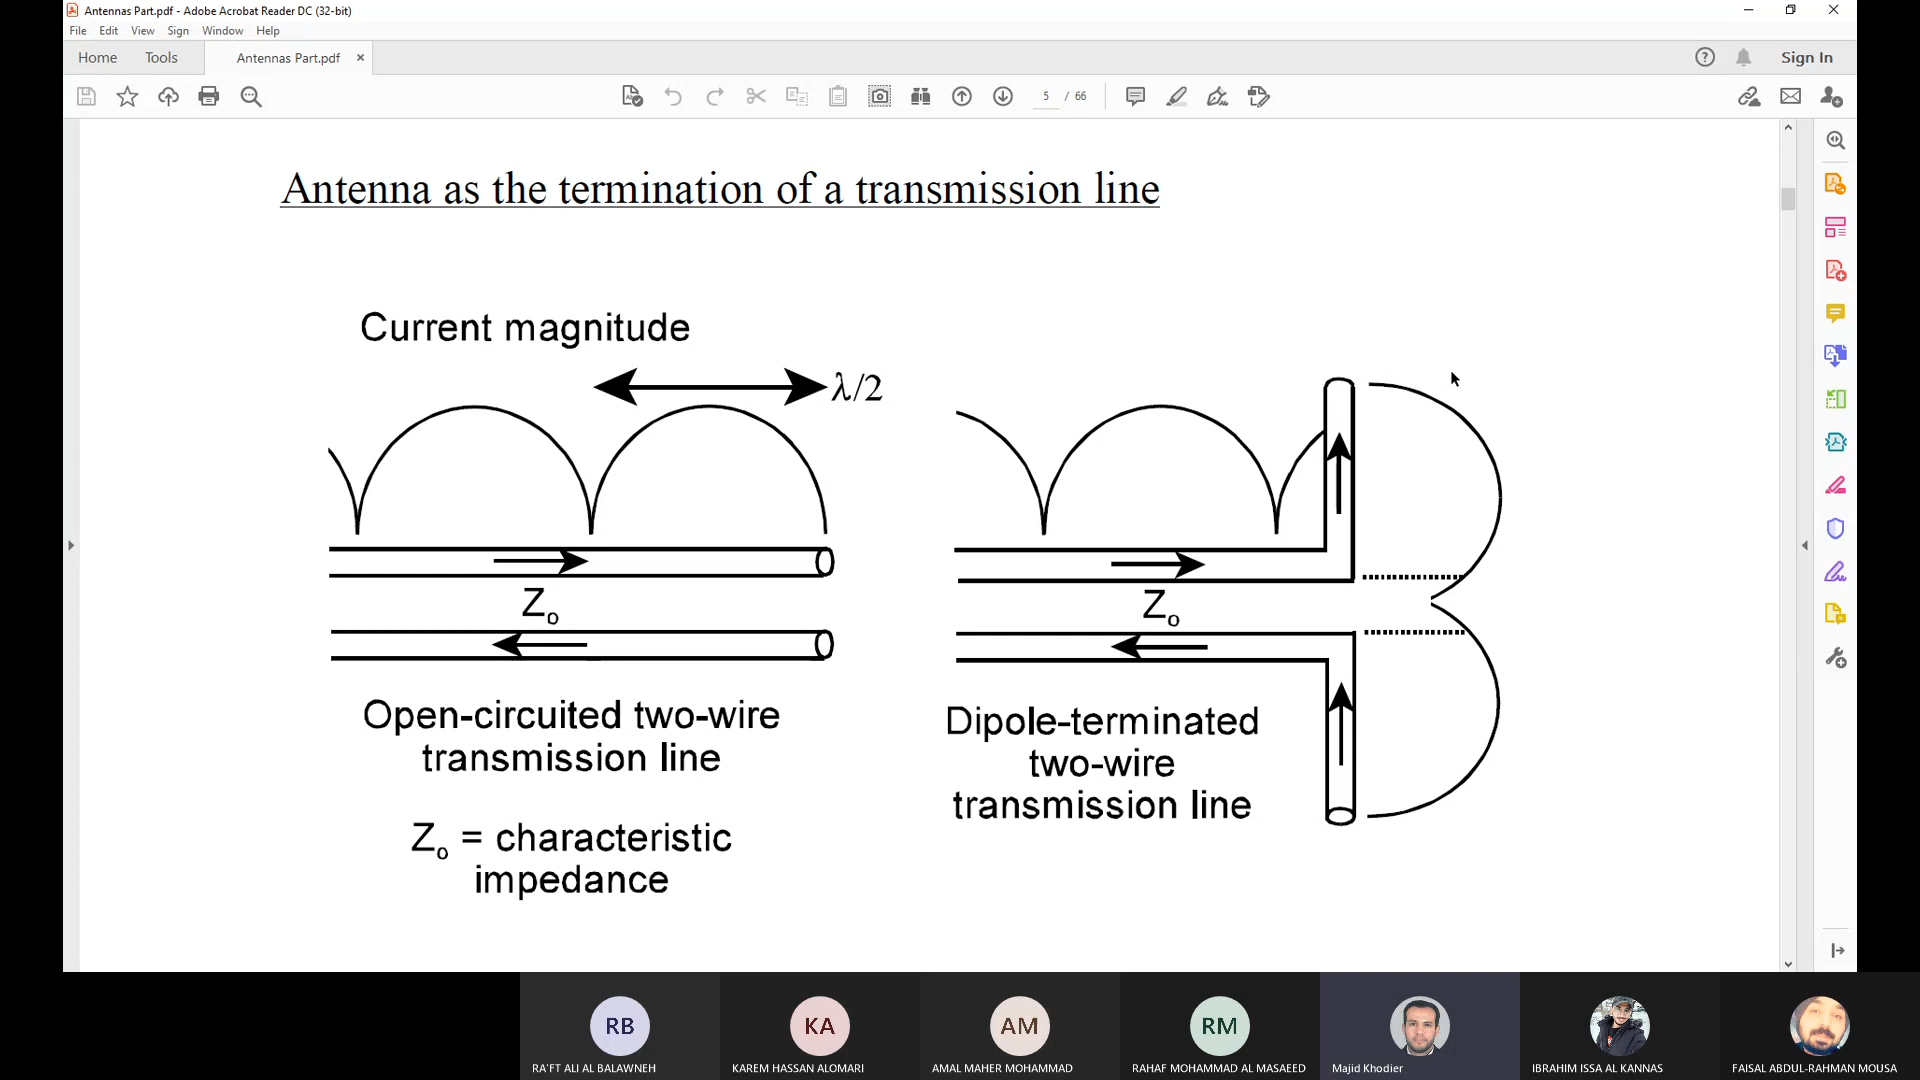 Antennas Part.pdf - Adobe Acrobat Reader DC (32-bit)
File Edit View Sign Window Help
Home Tools Antennas Part.pdf × Sign In
5 / 66
Antenna as the termination of a transmission line
Current magnitude
λ/2
Zo
Zo
Open-circuited two-wire
transmission line
Dipole-terminated
two-wire
transmission line
Zo = characteristic
impedance
RB KA AM RM
RA'FT ALI AL BALAWNEH KAREM HASSAN ALOMARI AMAL MAHER MOHAMMAD RAHAF MOHAMMAD AL MASAEED Majid Khodier IBRAHIM ISSA AL KANNAS FAISAL ABDUL-RAHMAN MOUSA